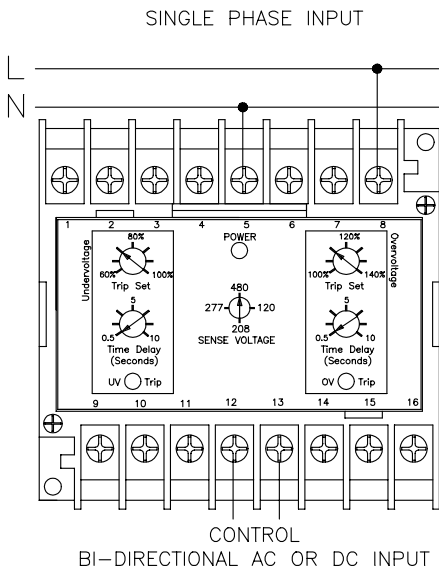 SINGLE PHASE INPUT
L
N
1 2 3 4 5 6 7 8
Undervoltage
80%
60% 100%
Trip Set
5
0.5 10
Time Delay
(Seconds)
UV Trip
POWER
480
277 120
208
SENSE VOLTAGE
Overvoltage
120%
100% 140%
Trip Set
5
0.5 10
Time Delay
(Seconds)
OV Trip
9 10 11 12 13 14 15 16
CONTROL
BI-DIRECTIONAL AC OR DC INPUT